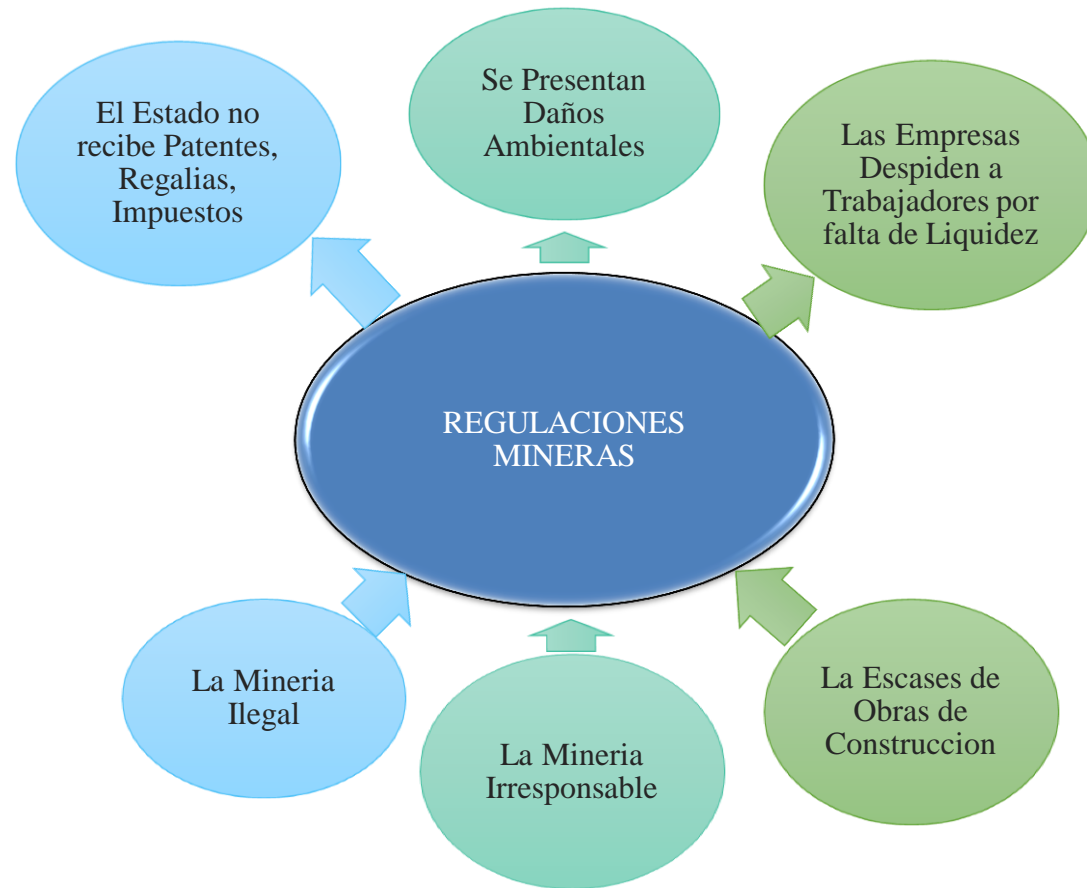 El Estado no
recibe Patentes,
Regalias,
Impuestos
Se Presentan
Daños
Ambientales
Las Empresas
Despiden a
Trabajadores por
falta de Liquidez
REGULACIONES
MINERAS
La Mineria
Ilegal
La Mineria
Irresponsable
La Escases de
Obras de
Construccion